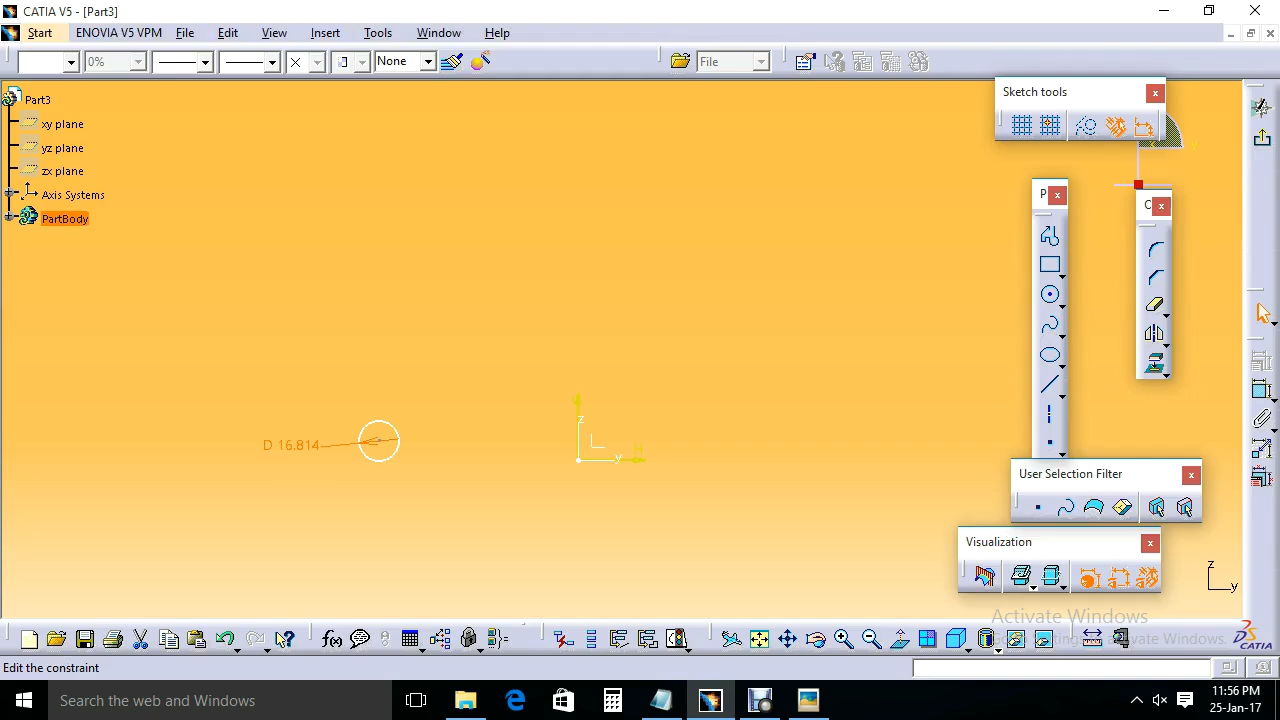 CATIA V5 - [Part3]
Start ENOVIA V5 VPM File Edit View Insert Tools Window Help
0% None File
Sketch tools
Part3
xy plane
yz plane
zx plane
Axis Systems
PartBody
P
C
D 16.814
z
y
H
User Selection Filter
Visualization
z
y
Activate Windows
CATIA
Edit the constraint
Search the web and Windows
11:56 PM
25-Jan-17